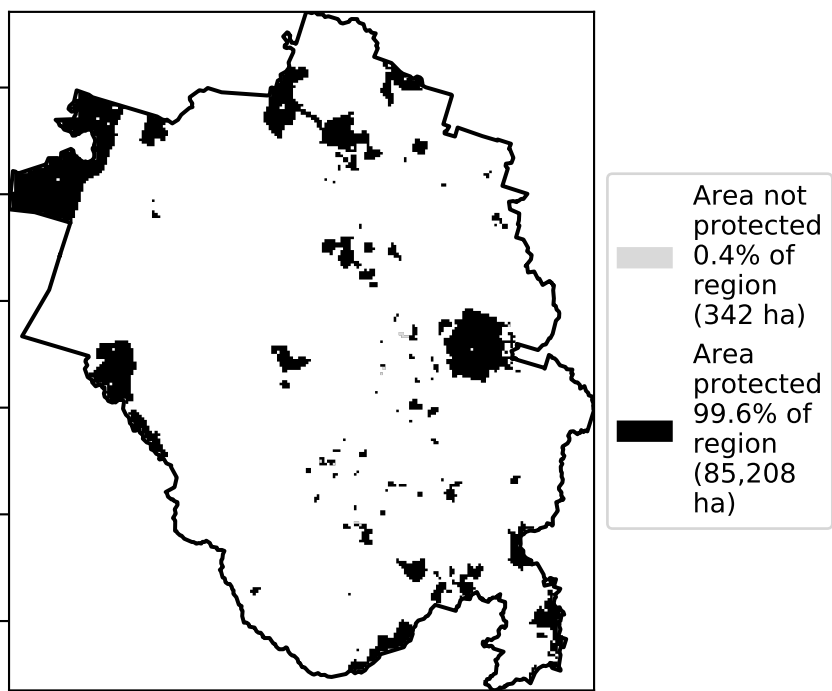 Area not
protected
0.4% of
region
(342 ha)
Area
protected
99.6% of
region
(85,208
ha)